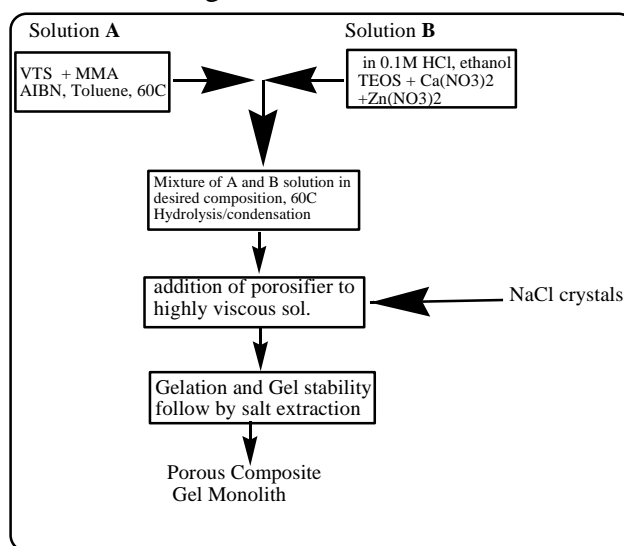 Solution A
Solution B
VTS + MMA
AIBN, Toluene, 60C
in 0.1M HCl, ethanol
TEOS + Ca(NO3)2
+Zn(NO3)2
Mixture of A and B solution in
desired composition, 60C
Hydrolysis/condensation
addition of porosifier to
highly viscous sol.
NaCl crystals
Gelation and Gel stability
follow by salt extraction
Porous Composite
Gel Monolith